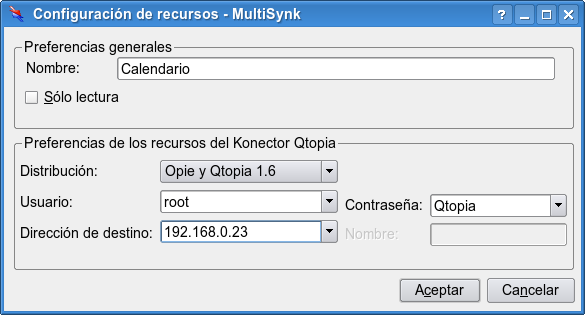 Configuración de recursos - MultiSynk
Preferencias generales
Nombre: Calendario
Sólo lectura
Preferencias de los recursos del Konector Qtopia
Distribución: Opie y Qtopia 1.6
Usuario: root Contraseña: Qtopia
Dirección de destino: 192.168.0.23 Nombre:
Aceptar Cancelar